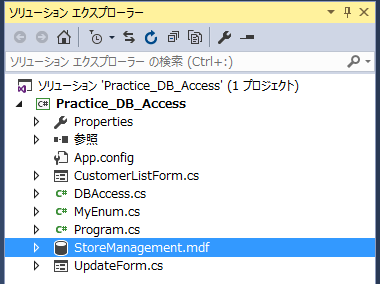 ソリューション エクスプローラー
ソリューション エクスプローラー の検索 (Ctrl+:)
ソリューション 'Practice_DB_Access' (1 プロジェクト)
C# Practice_DB_Access
Properties
参照
App.config
CustomerListForm.cs
C# DBAccess.cs
C# MyEnum.cs
C# Program.cs
StoreManagement.mdf
UpdateForm.cs